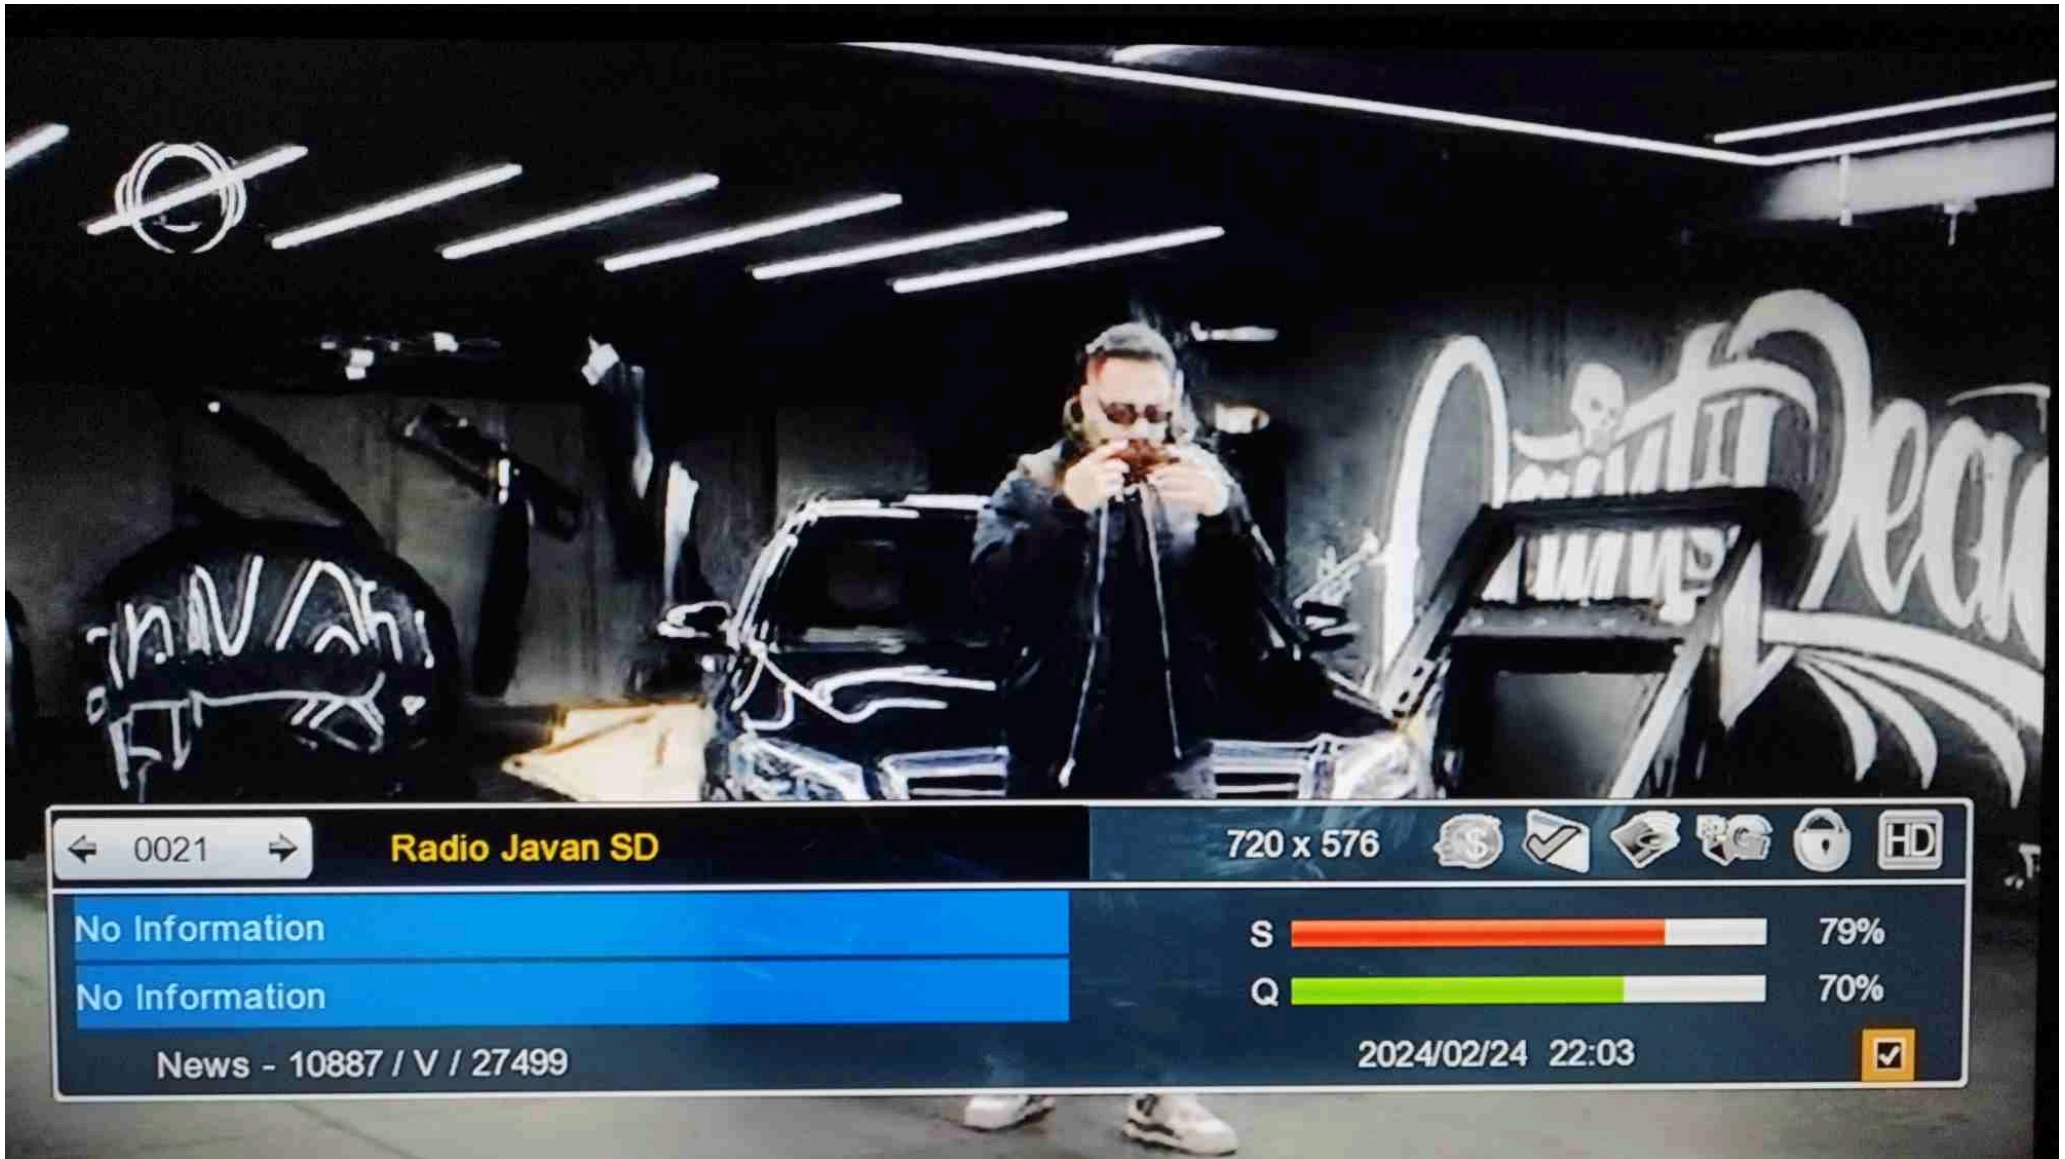 0021
Radio Javan SD
720 x 576
$
HD
No Information
S
79%
No Information
Q
70%
News - 10887 / V / 27499
2024/02/24 22:03